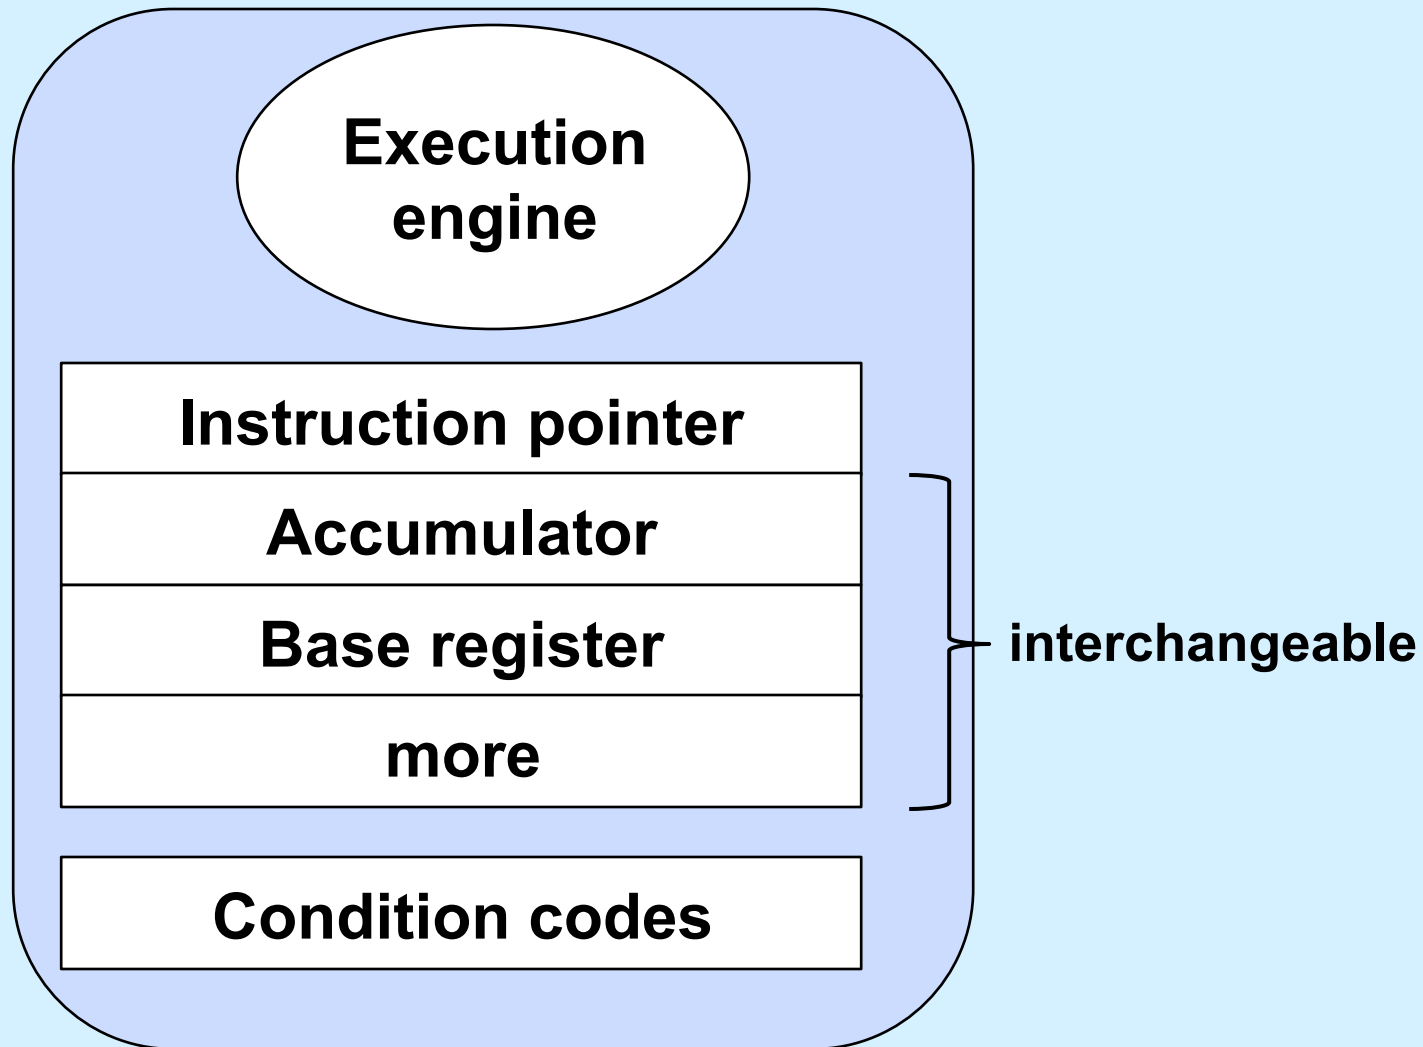 Execution
engine
Instruction pointer
Accumulator
Base register
more
interchangeable
Condition codes